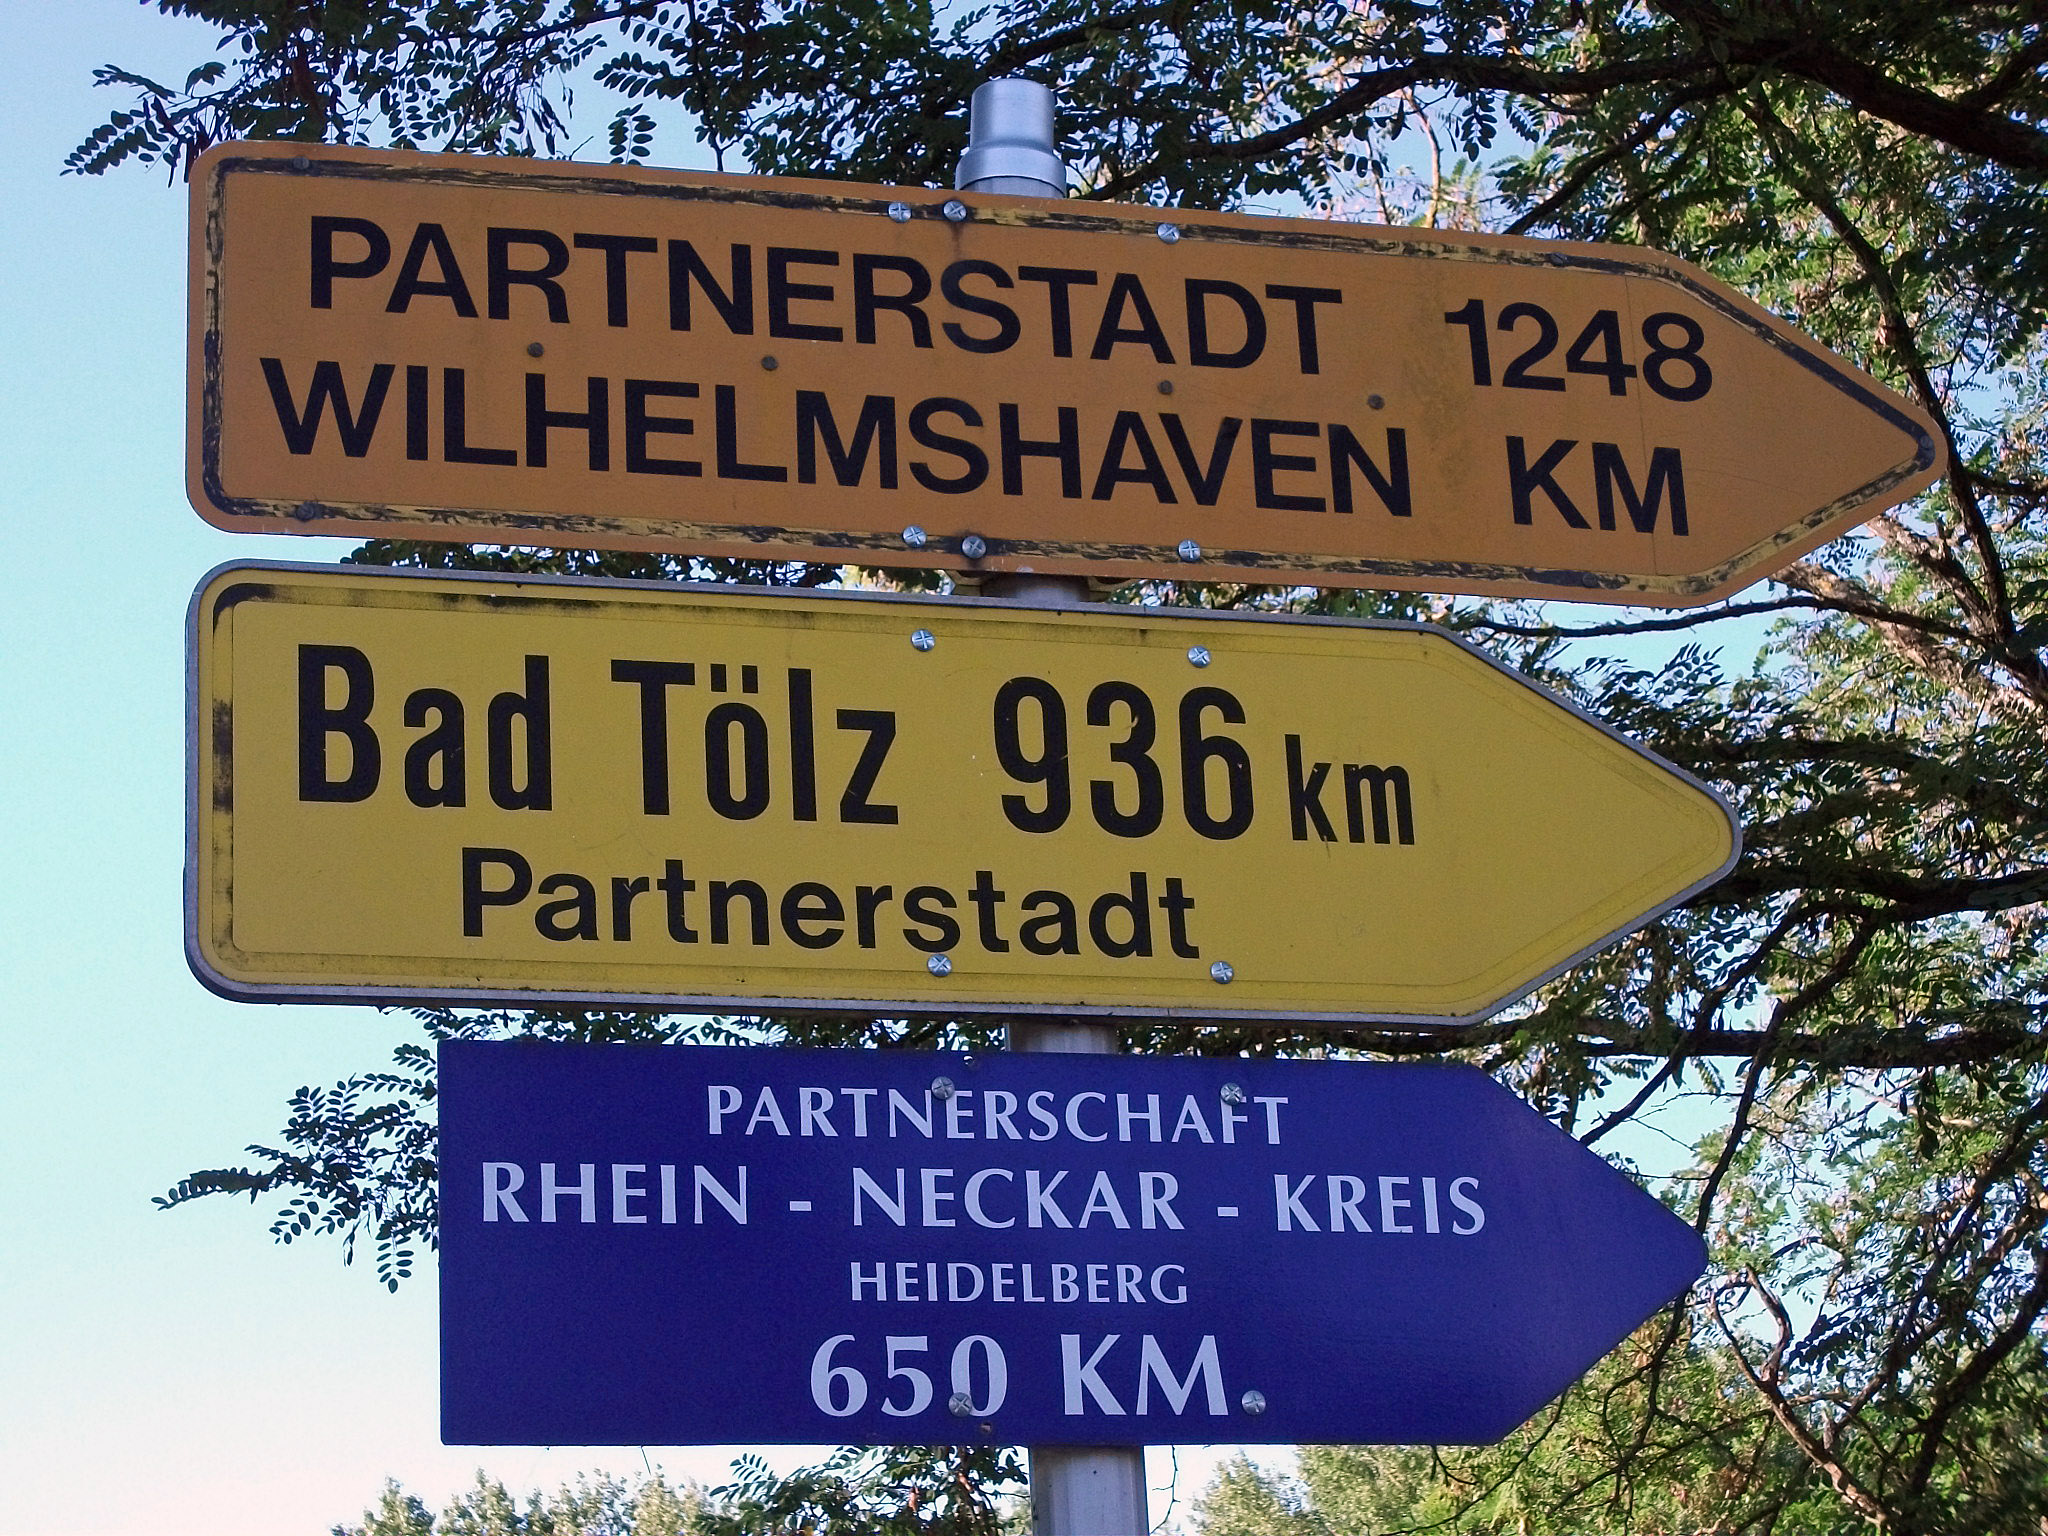 PARTNERSTADT 1248
WILHELMSHAVEN KM
Bad Tölz 936 km
Partnerstadt
PARTNERSCHAFT
RHEIN - NECKAR - KREIS
HEIDELBERG
650 KM.